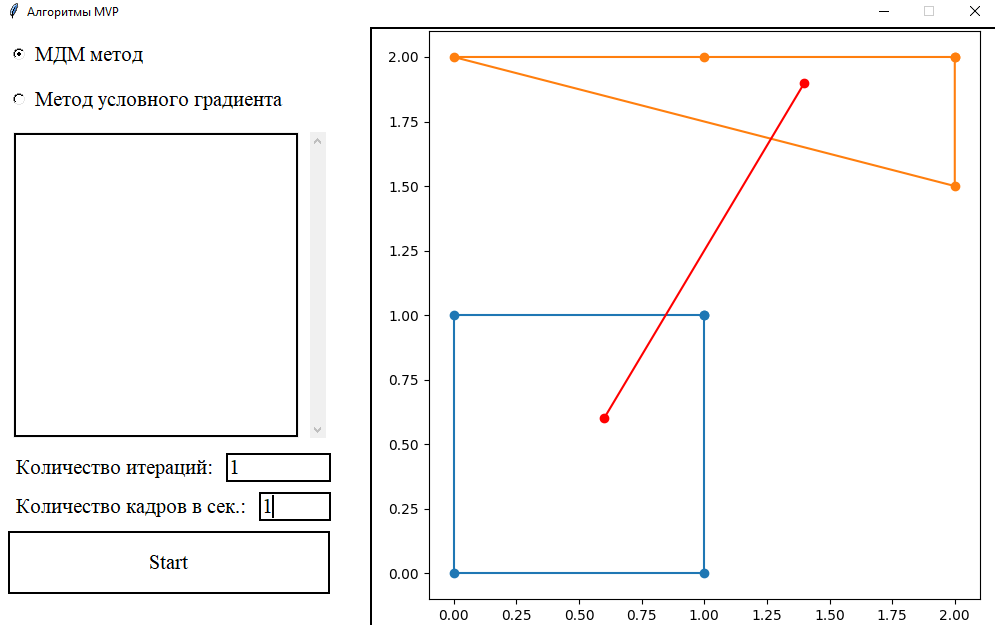 Алгоритмы MVP
МДМ метод
Метод условного градиента
Количество итераций: 1
Количество кадров в сек.: 1
Start
2.00
1.75
1.50
1.25
1.00
0.75
0.50
0.25
0.00
0.00 0.25 0.50 0.75 1.00 1.25 1.50 1.75 2.00